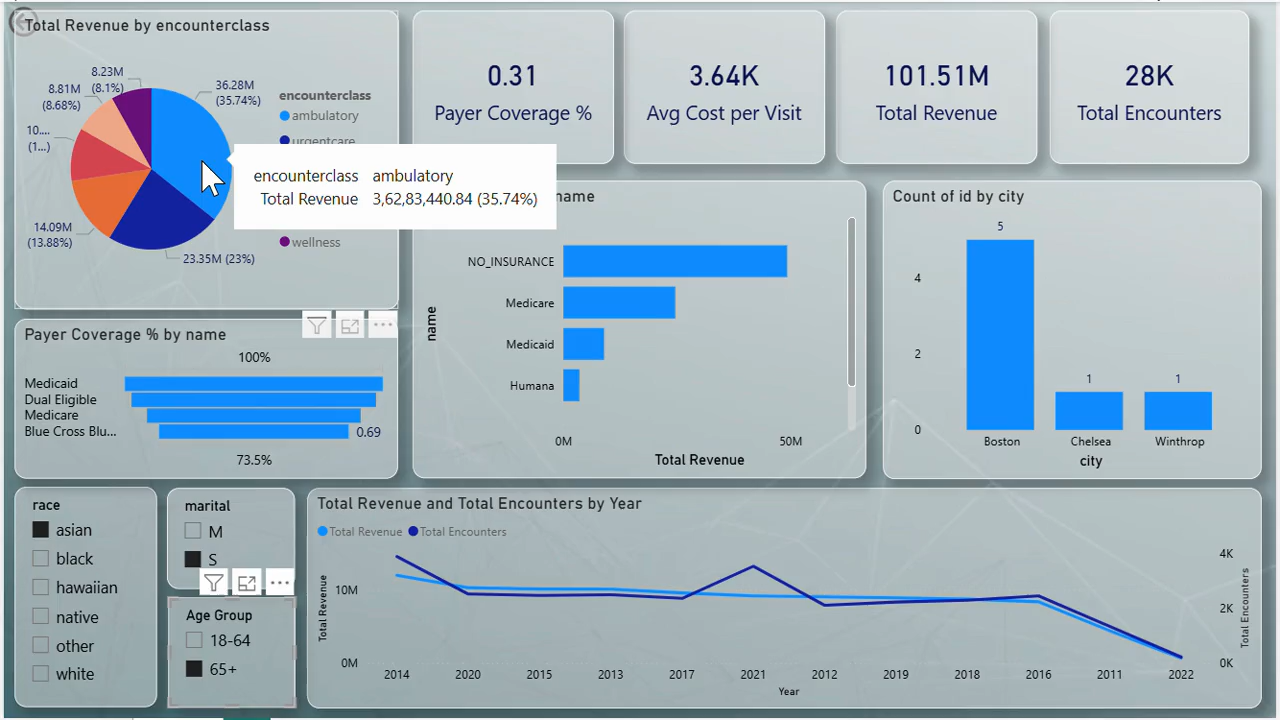 Total Revenue by encounterclass
8.23M
(8.1%)
8.81M
(8.68%)
10....
(1...)
14.09M
(13.88%)
23.35M (23%)
36.28M
(35.74%)
encounterclass
ambulatory
urgentcare
wellness
encounterclass ambulatory
Total Revenue 3,62,83,440.84 (35.74%)
0.31
Payer Coverage %
3.64K
Avg Cost per Visit
101.51M
Total Revenue
28K
Total Encounters
Payer Coverage % by name
100%
Medicaid
Dual Eligible
Medicare
Blue Cross Blu...
0.69
73.5%
name
name
NO_INSURANCE
Medicare
Medicaid
Humana
0M
50M
Total Revenue
Count of id by city
5
4
1
1
2
0
Boston
Chelsea
Winthrop
city
race
asian
black
hawaiian
native
other
white
marital
M
S
Age Group
18-64
65+
Total Revenue and Total Encounters by Year
Total Revenue
Total Encounters
Total Revenue
10M
0M
4K
2K
0K
Total Encounters
2014
2020
2015
2013
2017
2021
2012
2019
2018
2016
2011
2022
Year